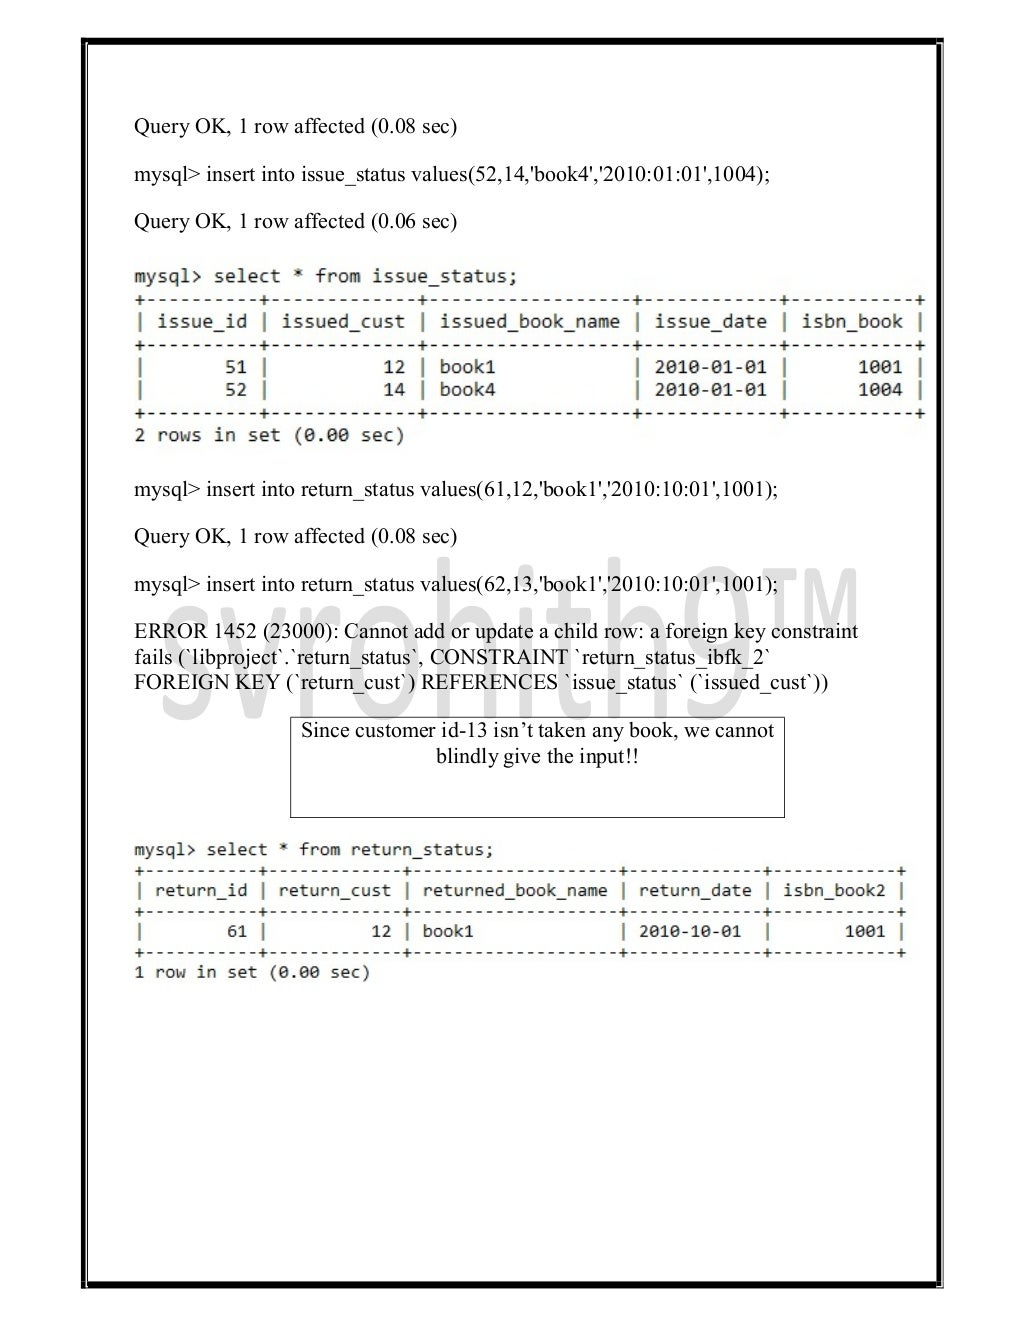 Query OK, 1 row affected (0.08 sec)
mysql> insert into issue_status values(52,14,'book4','2010:01:01',1004);
Query OK, 1 row affected (0.06 sec)
mysql> select * from issue_status;
+----------+-------------+------------------+------------+-----------+
| issue_id | issued_cust | issued_book_name | issue_date | isbn_book |
+----------+-------------+------------------+------------+-----------+
| 51 | 12 | book1 | 2010-01-01 | 1001 |
| 52 | 14 | book4 | 2010-01-01 | 1004 |
+----------+-------------+------------------+------------+-----------+
2 rows in set (0.00 sec)
mysql> insert into return_status values(61,12,'book1','2010:10:01',1001);
Query OK, 1 row affected (0.08 sec)
mysql> insert into return_status values(62,13,'book1','2010:10:01',1001);
svrohith9™
ERROR 1452 (23000): Cannot add or update a child row: a foreign key constraint
fails (`libproject`.`return_status`, CONSTRAINT `return_status_ibfk_2`
FOREIGN KEY (`return_cust`) REFERENCES `issue_status` (`issued_cust`))
Since customer id-13 isn’t taken any book, we cannot
blindly give the input!!
mysql> select * from return_status;
+-----------+-------------+--------------------+-------------+------------+
| return_id | return_cust | returned_book_name | return_date | isbn_book2 |
+-----------+-------------+--------------------+-------------+------------+
| 61 | 12 | book1 | 2010-10-01 | 1001 |
+-----------+-------------+--------------------+-------------+------------+
1 row in set (0.00 sec)